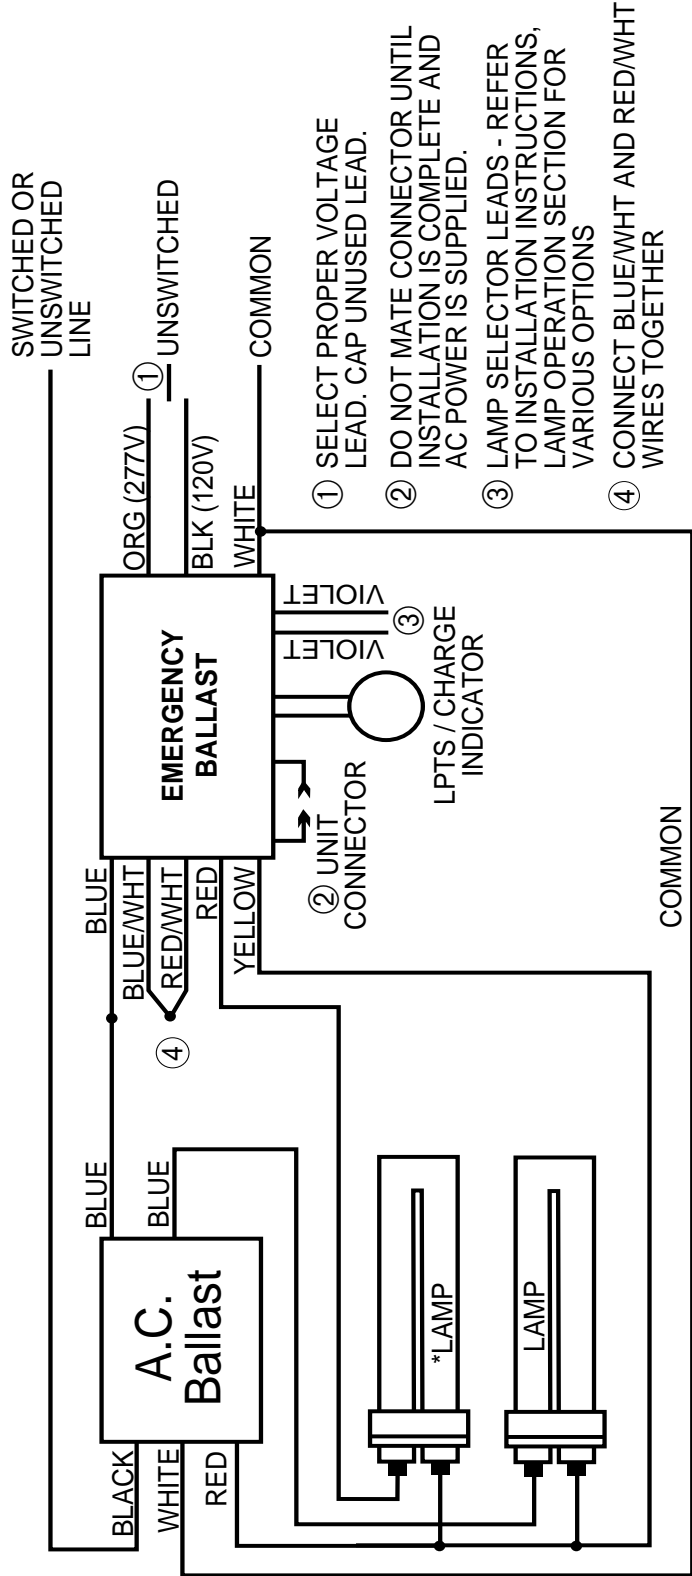 SWITCHED OR
UNSWITCHED
LINE
ORG (277V)
①
UNSWITCHED
BLK (120V)
WHITE
COMMON
EMERGENCY
BALLAST
VIOLET
VIOLET
③
LPTS / CHARGE
INDICATOR
② UNIT
CONNECTOR
BLUE
BLUE/WHT
RED/WHT
RED
YELLOW
④
BLUE
BLUE
A.C.
Ballast
BLACK
WHITE
RED
*LAMP
LAMP
COMMON
① SELECT PROPER VOLTAGE
LEAD. CAP UNUSED LEAD.
② DO NOT MATE CONNECTOR UNTIL
INSTALLATION IS COMPLETE AND
AC POWER IS SUPPLIED.
③ LAMP SELECTOR LEADS - REFER
TO INSTALLATION INSTRUCTIONS,
LAMP OPERATION SECTION FOR
VARIOUS OPTIONS
④ CONNECT BLUE/WHT AND RED/WHT
WIRES TOGETHER